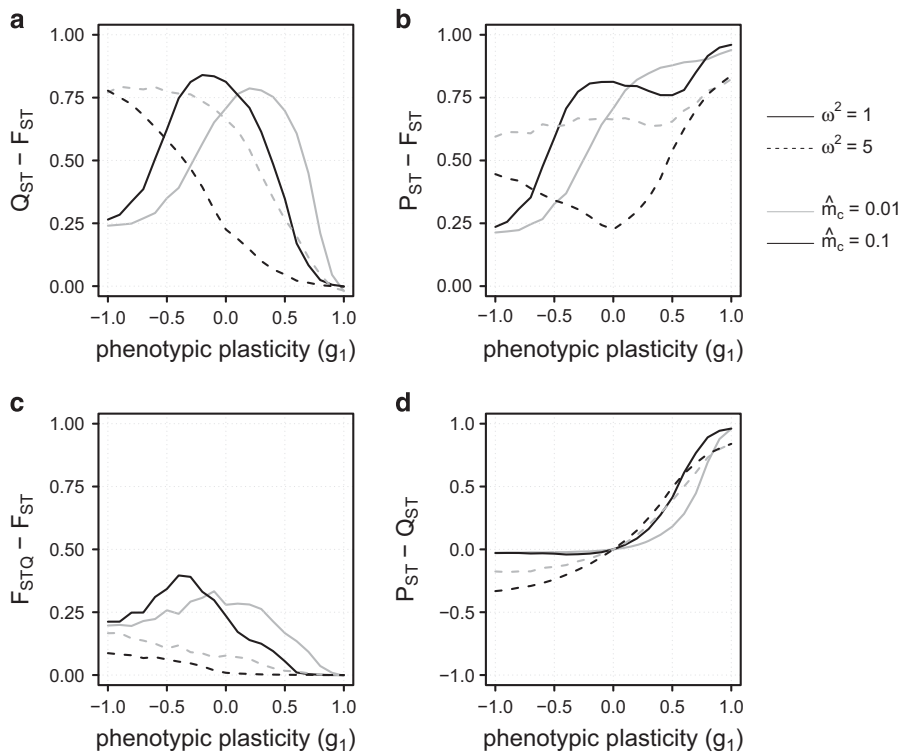 a
1.00
0.75
0.50
0.25
0.00
Q_ST − F_ST
−1.0 −0.5 0.0 0.5 1.0
phenotypic plasticity (g₁)
b
1.00
0.75
0.50
0.25
0.00
P_ST − F_ST
−1.0 −0.5 0.0 0.5 1.0
phenotypic plasticity (g₁)
ω² = 1
ω² = 5
m̂_c = 0.01
m̂_c = 0.1
c
1.00
0.75
0.50
0.25
0.00
F_STQ − F_ST
−1.0 −0.5 0.0 0.5 1.0
phenotypic plasticity (g₁)
d
1.0
0.5
0.0
−0.5
−1.0
P_ST − Q_ST
−1.0 −0.5 0.0 0.5 1.0
phenotypic plasticity (g₁)